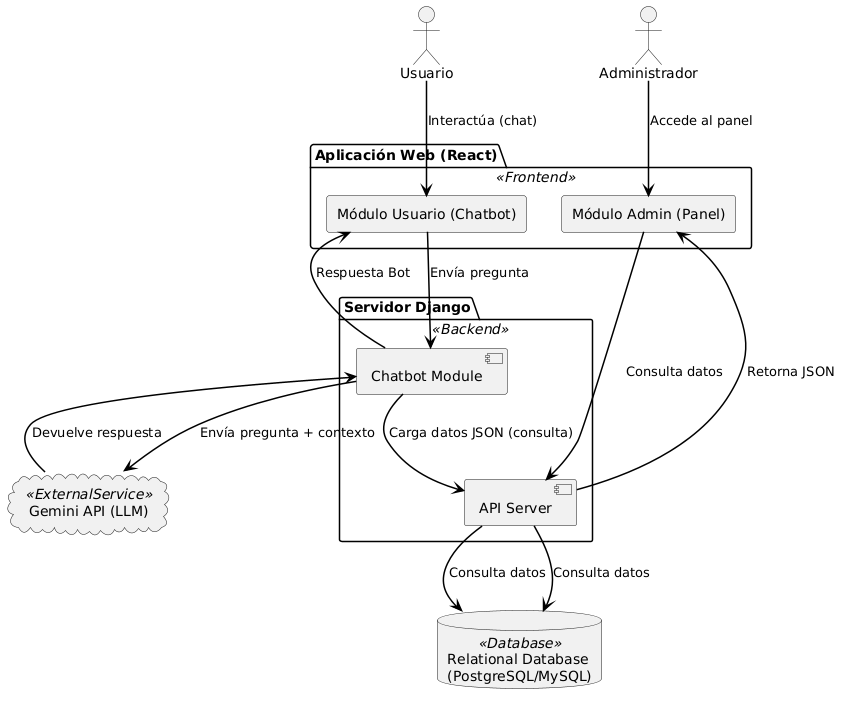 Usuario
Administrador
Interactúa (chat)
Accede al panel
Aplicación Web (React)
«Frontend»
Módulo Usuario (Chatbot)
Módulo Admin (Panel)
Respuesta Bot
Envía pregunta
Servidor Django
«Backend»
Chatbot Module
Consulta datos
Retorna JSON
Devuelve respuesta
Envía pregunta + contexto
Carga datos JSON (consulta)
«ExternalService»
Gemini API (LLM)
API Server
Consulta datos
Consulta datos
«Database»
Relational Database
(PostgreSQL/MySQL)